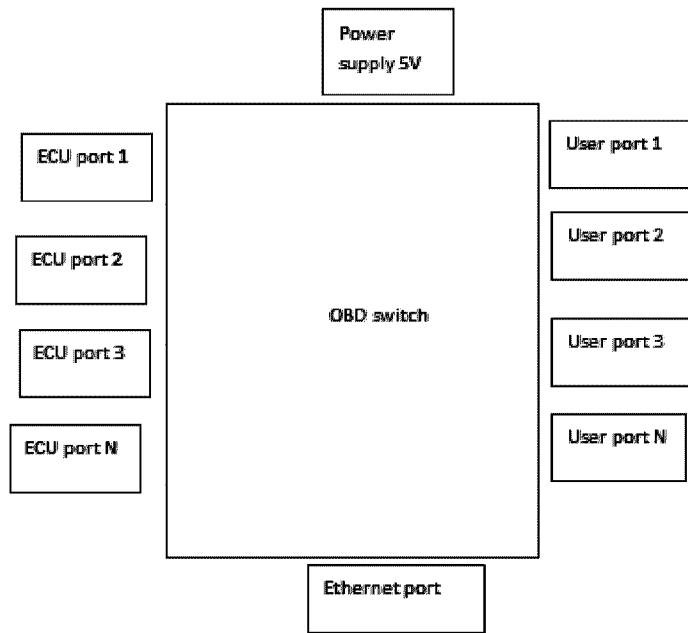 Power
supply 5V
ECU port 1
ECU port 2
ECU port 3
ECU port N
OBD switch
User port 1
User port 2
User port 3
User port N
Ethernet port